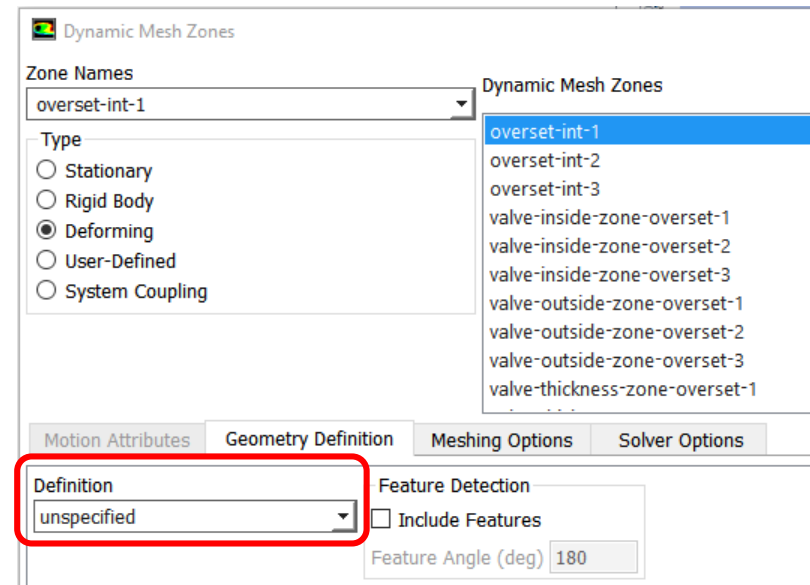 Dynamic Mesh Zones
Zone Names
overset-int-1
Type
Stationary
Rigid Body
Deforming
User-Defined
System Coupling
Dynamic Mesh Zones
overset-int-1
overset-int-2
overset-int-3
valve-inside-zone-overset-1
valve-inside-zone-overset-2
valve-inside-zone-overset-3
valve-outside-zone-overset-1
valve-outside-zone-overset-2
valve-outside-zone-overset-3
valve-thickness-zone-overset-1
Motion Attributes Geometry Definition Meshing Options Solver Options
Definition
unspecified
Feature Detection
Include Features
Feature Angle (deg) 180